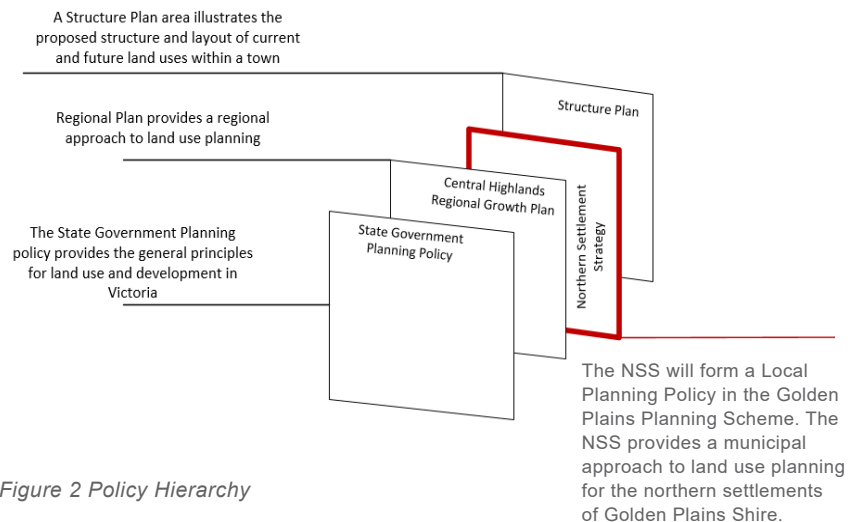 A Structure Plan area illustrates the
proposed structure and layout of current
and future land uses within a town
Structure Plan
Regional Plan provides a regional
approach to land use planning
Central Highlands
Regional Growth Plan
Northern Settlement
Strategy
The State Government Planning
policy provides the general principles
for land use and development in
Victoria
State Government
Planning Policy
The NSS will form a Local
Planning Policy in the Golden
Plains Planning Scheme. The
NSS provides a municipal
approach to land use planning
for the northern settlements
of Golden Plains Shire.
Figure 2 Policy Hierarchy